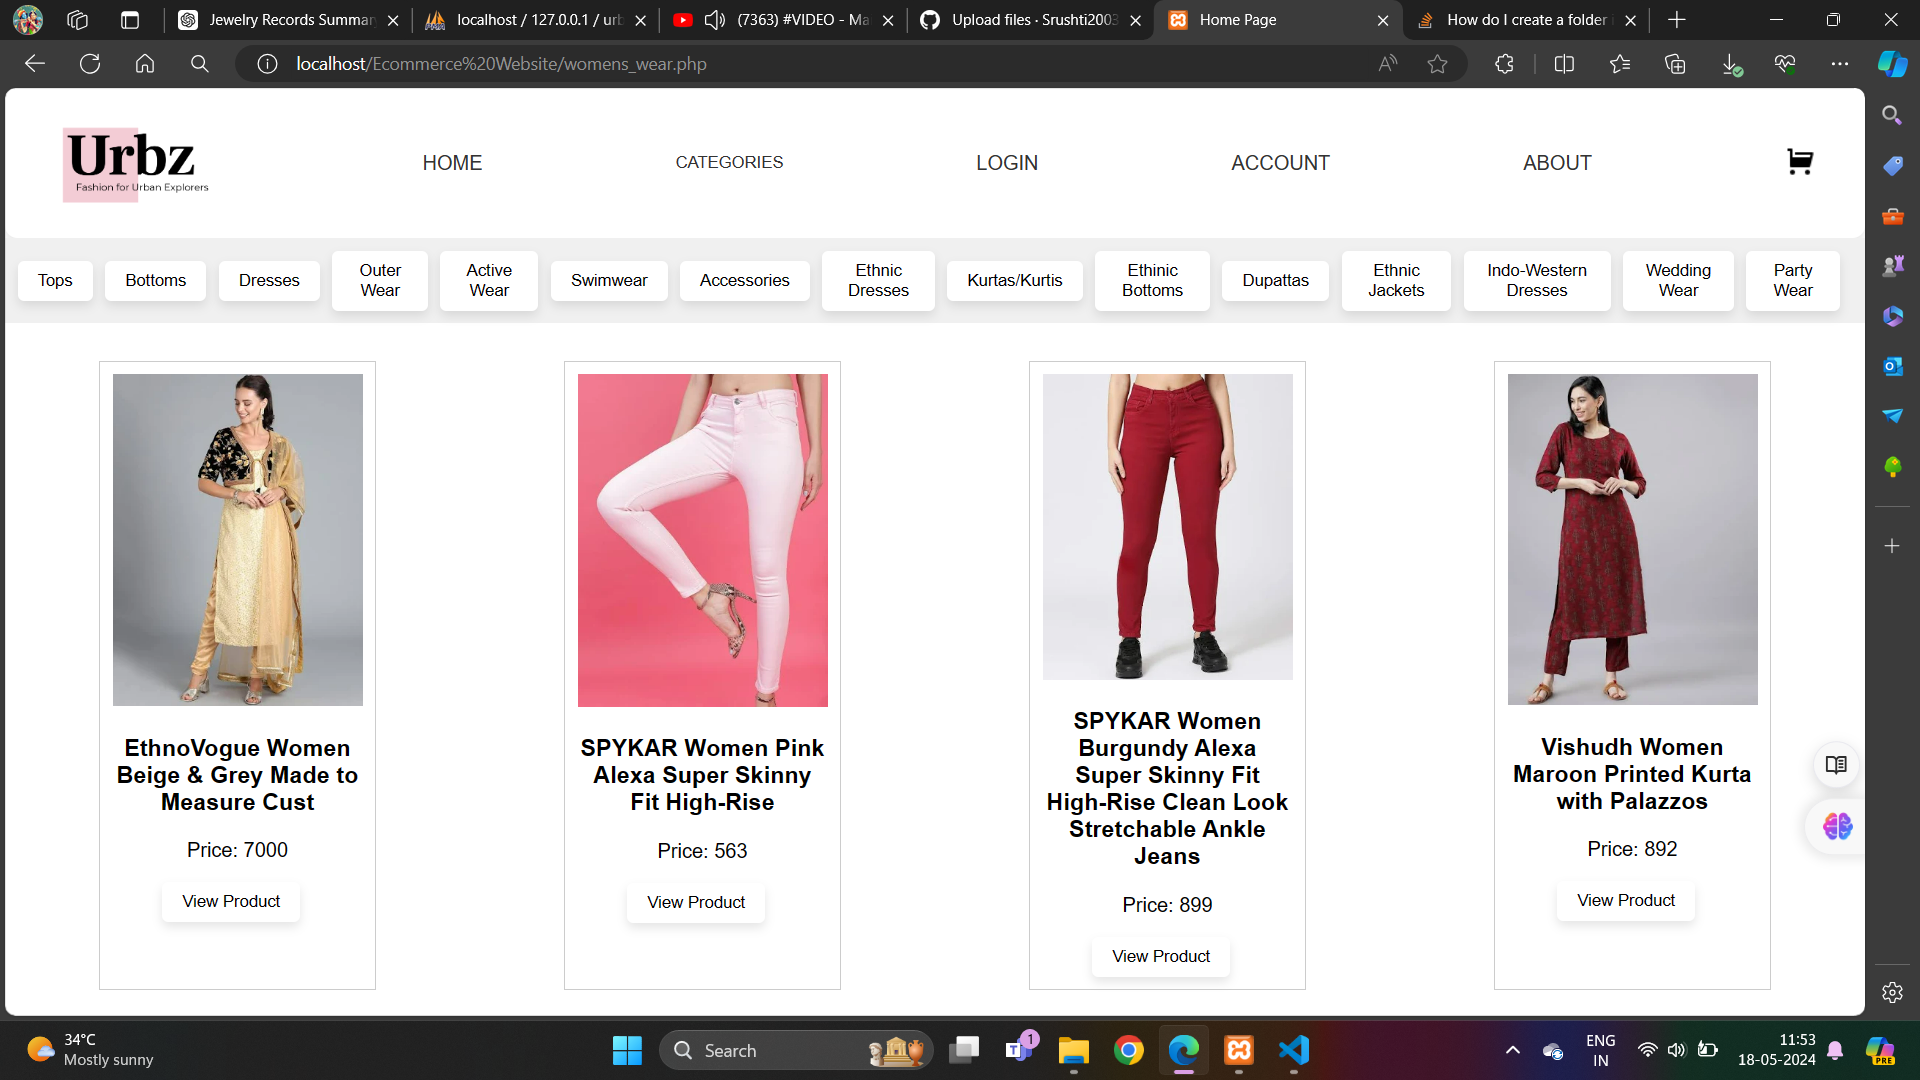 Jewelry Records Summar
localhost / 127.0.0.1 / urb
(7363) #VIDEO - Ma
Upload files · Srushti2003
Home Page
How do I create a folder i
localhost/Ecommerce%20Website/womens_wear.php
Urbz
Fashion for Urban Explorers
HOME
CATEGORIES
LOGIN
ACCOUNT
ABOUT
Tops
Bottoms
Dresses
Outer
Wear
Active
Wear
Swimwear
Accessories
Ethnic
Dresses
Kurtas/Kurtis
Ethinic
Bottoms
Dupattas
Ethnic
Jackets
Indo-Western
Dresses
Wedding
Wear
Party
Wear
EthnoVogue Women
Beige & Grey Made to
Measure Cust
Price: 7000
View Product
SPYKAR Women Pink
Alexa Super Skinny
Fit High-Rise
Price: 563
View Product
SPYKAR Women
Burgundy Alexa
Super Skinny Fit
High-Rise Clean Look
Stretchable Ankle
Jeans
Price: 899
View Product
Vishudh Women
Maroon Printed Kurta
with Palazzos
Price: 892
View Product
34°C
Mostly sunny
Search
1
ENG
IN
11:53
18-05-2024
PRE